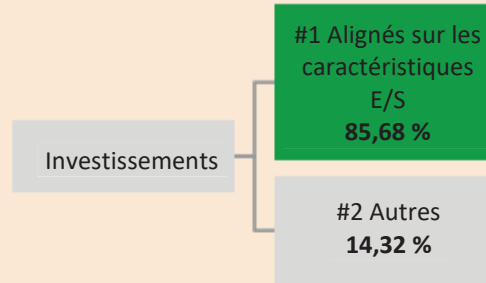 #1 Alignés sur les
caractéristiques
E/S
85,68 %
Investissements
#2 Autres
14,32 %